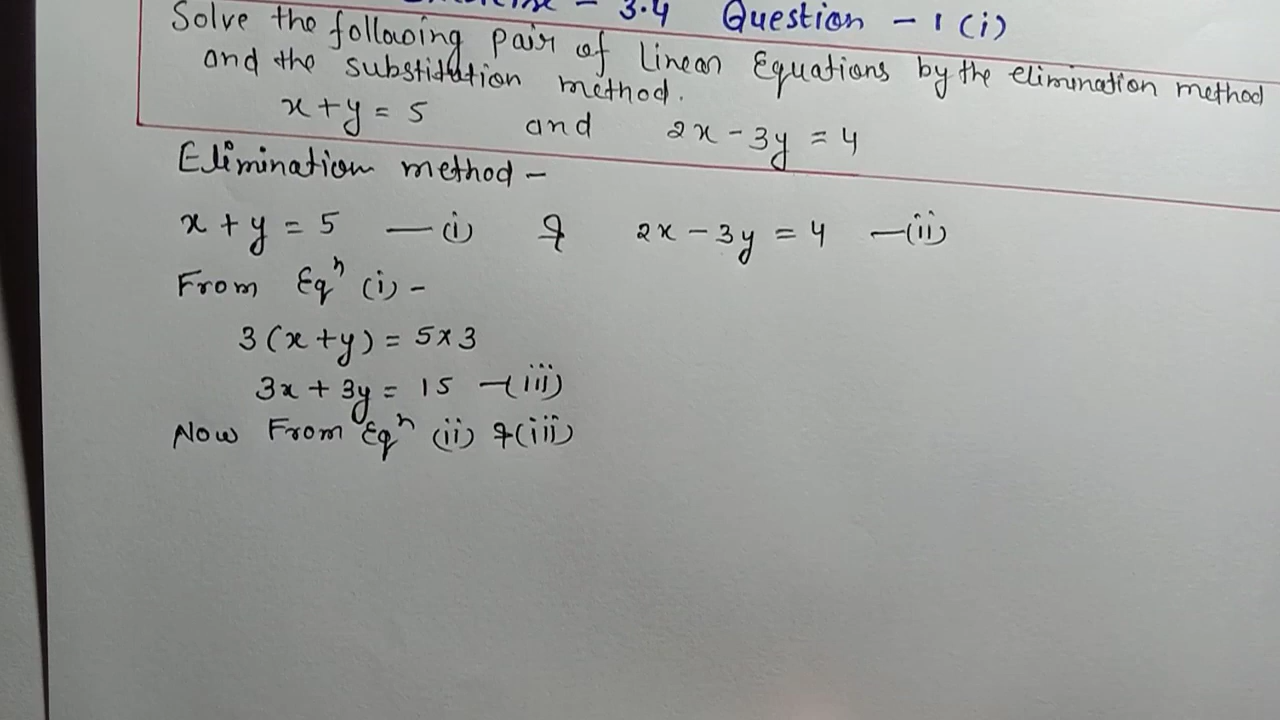 - 3.4 Question - 1 (i)
Solve the following pair of linear Equations by the elimination method
and the substitution method.
x + y = 5 and 2x - 3y = 4
Elimination method -
x + y = 5 —(i) & 2x - 3y = 4 —(ii)
From Eqⁿ (i) -
3(x + y) = 5 x 3
3x + 3y = 15 —(iii)
Now From Eqⁿ (ii) & (iii)